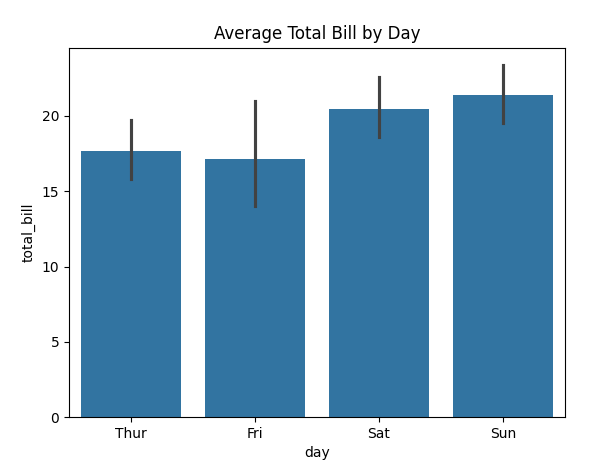 Average Total Bill by Day
total_bill
20
15
10
5
0
Thur Fri Sat Sun
day